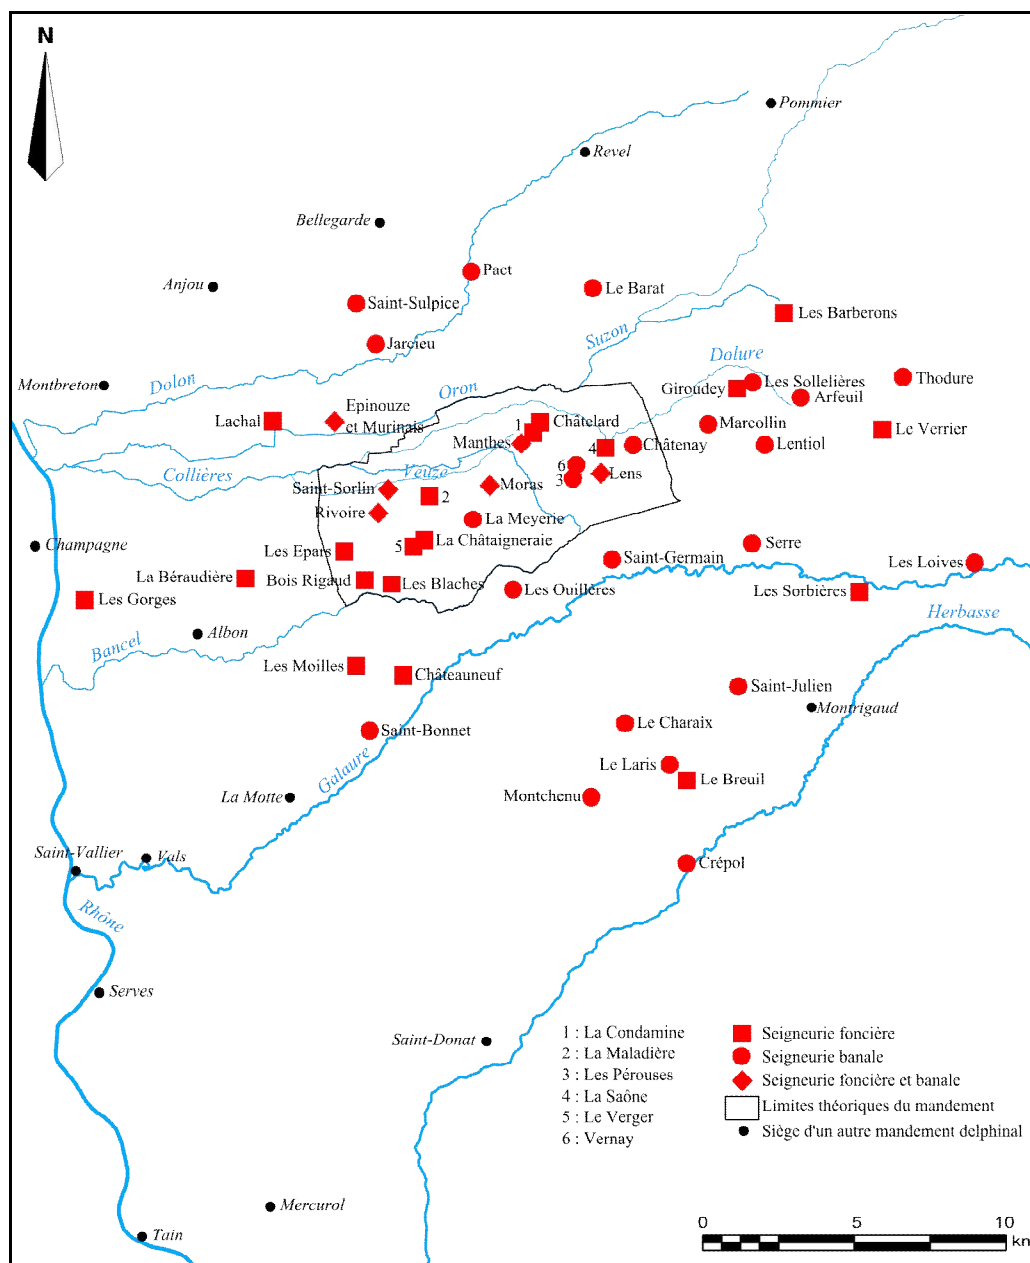 N
Pommier
Revel
Bellegarde
Pact
Anjou
Le Barat
Saint-Sulpice
Les Barberons
Suzon
Jarcieu
Dolure
Montbreton
Dolon
Oron
Giroudey
Les Sollelières
Thodure
Arfeuil
Lachal
Epinouze
et Murinais
1
Châtelard
Marcollin
Le Verrier
Manthes
4
Châtenay
Lentiol
Collières
Veuze
6
3
Lens
Saint-Sorlin
2
Moras
Rivoire
La Meyerie
Champagne
Les Epars
5
La Châtaigneraie
Serre
Saint-Germain
Les Loives
La Béraudière
Bois Rigaud
Les Blaches
Les Ouillères
Les Sorbières
Les Gorges
Herbasse
Bancel
Albon
Les Moilles
Châteauneuf
Saint-Julien
Montrigaud
Saint-Bonnet
Le Charaix
Galaure
Le Laris
Le Breuil
La Motte
Montchenu
Saint-Vallier
Vals
Crépol
Rhône
Serves
Saint-Donat
1 : La Condamine
2 : La Maladière
3 : Les Pérouses
4 : La Saône
5 : Le Verger
6 : Vernay
Seigneurie foncière
Seigneurie banale
Seigneurie foncière et banale
Limites théoriques du mandement
Siège d'un autre mandement delphinal
Mercurol
Tain
0 5 10
km